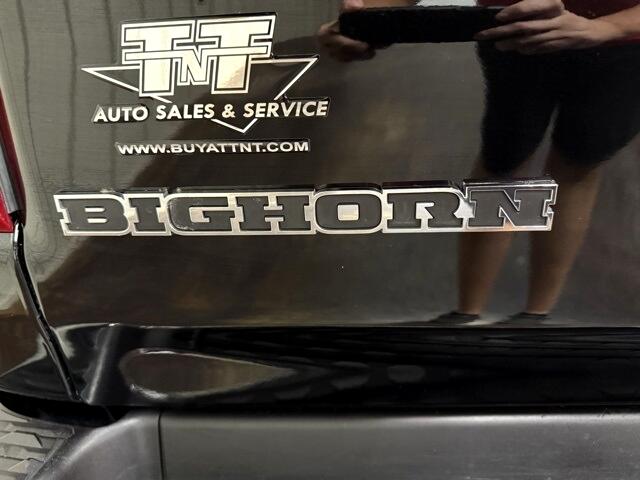 TNT
AUTO SALES & SERVICE
WWW.BUYATTNT.COM
BIGHORN